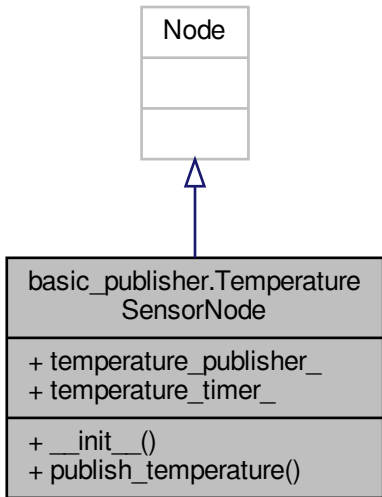 Node
basic_publisher.Temperature
SensorNode
+ temperature_publisher_
+ temperature_timer_
+ __init__()
+ publish_temperature()